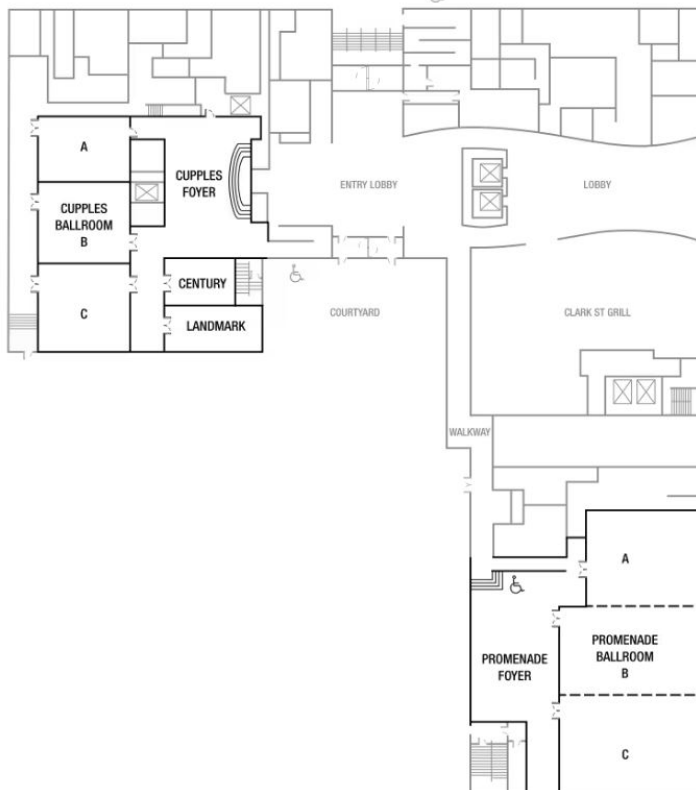 A
CUPPLES
FOYER
ENTRY LOBBY
LOBBY
CUPPLES
BALLROOM
B
CENTURY
C
LANDMARK
COURTYARD
CLARK ST GRILL
WALKWAY
A
PROMENADE
BALLROOM
B
PROMENADE
FOYER
C